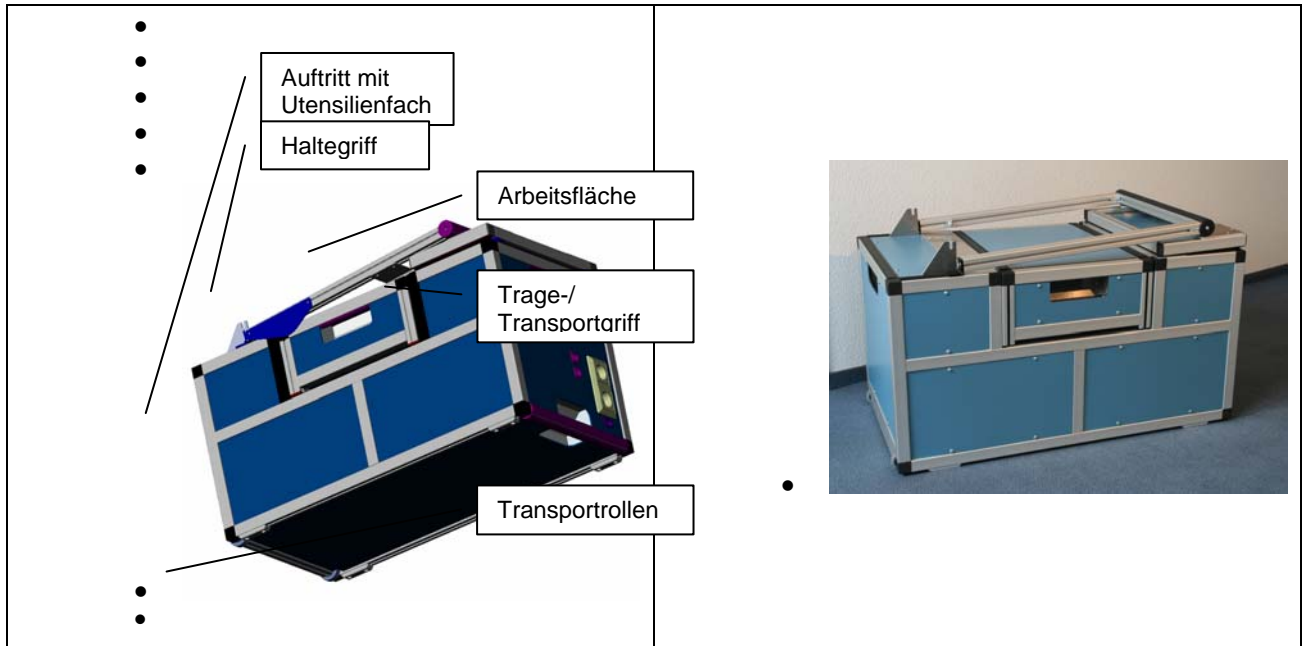 Auftritt mit
Utensilienfach
Haltegriff
Arbeitsfläche
Trage-/
Transportgriff
Transportrollen